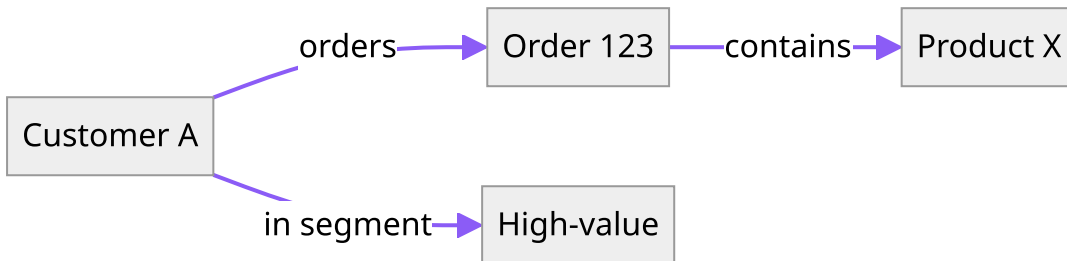 orders
Order 123
contains
Product X
Customer A
in segment
High-value